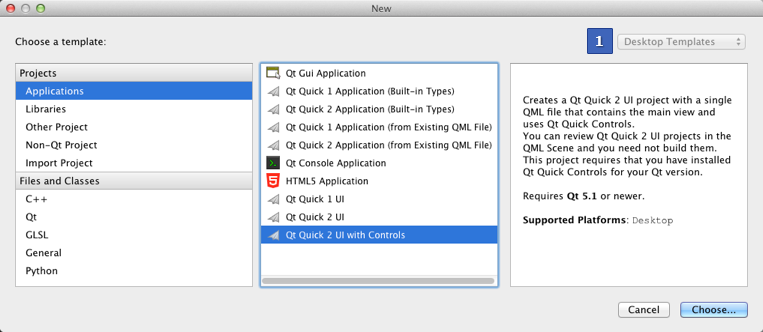 New
Choose a template:
1
Desktop Templates
Projects
Applications
Libraries
Other Project
Non-Qt Project
Import Project
Files and Classes
C++
Qt
GLSL
General
Python
Qt Gui Application
Qt Quick 1 Application (Built-in Types)
Qt Quick 2 Application (Built-in Types)
Qt Quick 1 Application (from Existing QML File)
Qt Quick 2 Application (from Existing QML File)
Qt Console Application
HTML5 Application
Qt Quick 1 UI
Qt Quick 2 UI
Qt Quick 2 UI with Controls
Creates a Qt Quick 2 UI project with a single
QML file that contains the main view and
uses Qt Quick Controls.
You can review Qt Quick 2 UI projects in the
QML Scene and you need not build them.
This project requires that you have installed
Qt Quick Controls for your Qt version.
Requires Qt 5.1 or newer.
Supported Platforms: Desktop
Cancel
Choose...